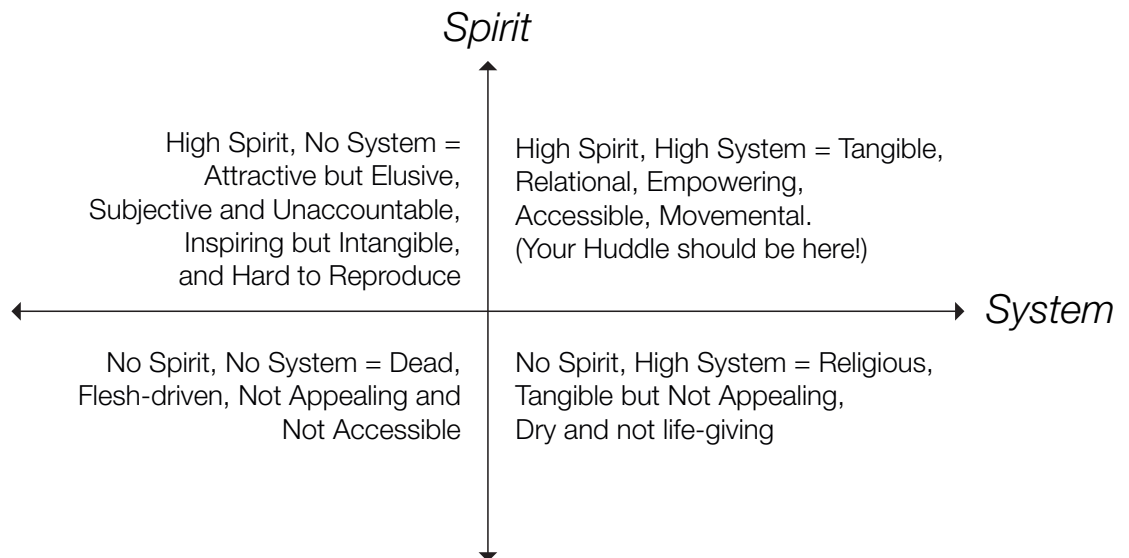 Spirit
High Spirit, No System =
Attractive but Elusive,
Subjective and Unaccountable,
Inspiring but Intangible,
and Hard to Reproduce
High Spirit, High System = Tangible,
Relational, Empowering,
Accessible, Movemental.
(Your Huddle should be here!)
System
No Spirit, No System = Dead,
Flesh-driven, Not Appealing and
Not Accessible
No Spirit, High System = Religious,
Tangible but Not Appealing,
Dry and not life-giving